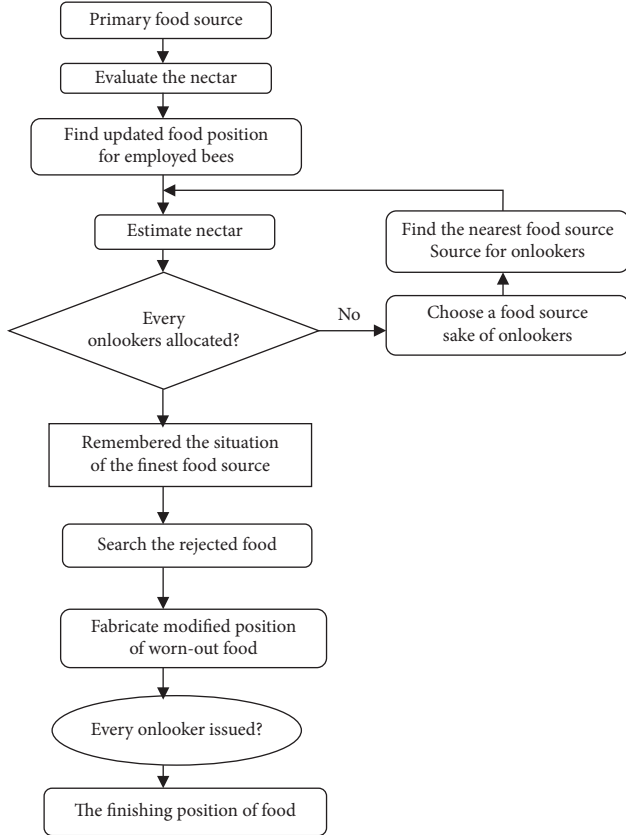 Primary food source
Evaluate the nectar
Find updated food position
for employed bees
Estimate nectar
Find the nearest food source
Source for onlookers
Every
onlookers allocated?
No
Choose a food source
sake of onlookers
Remembered the situation
of the finest food source
Search the rejected food
Fabricate modified position
of worn-out food
Every onlooker issued?
The finishing position of food